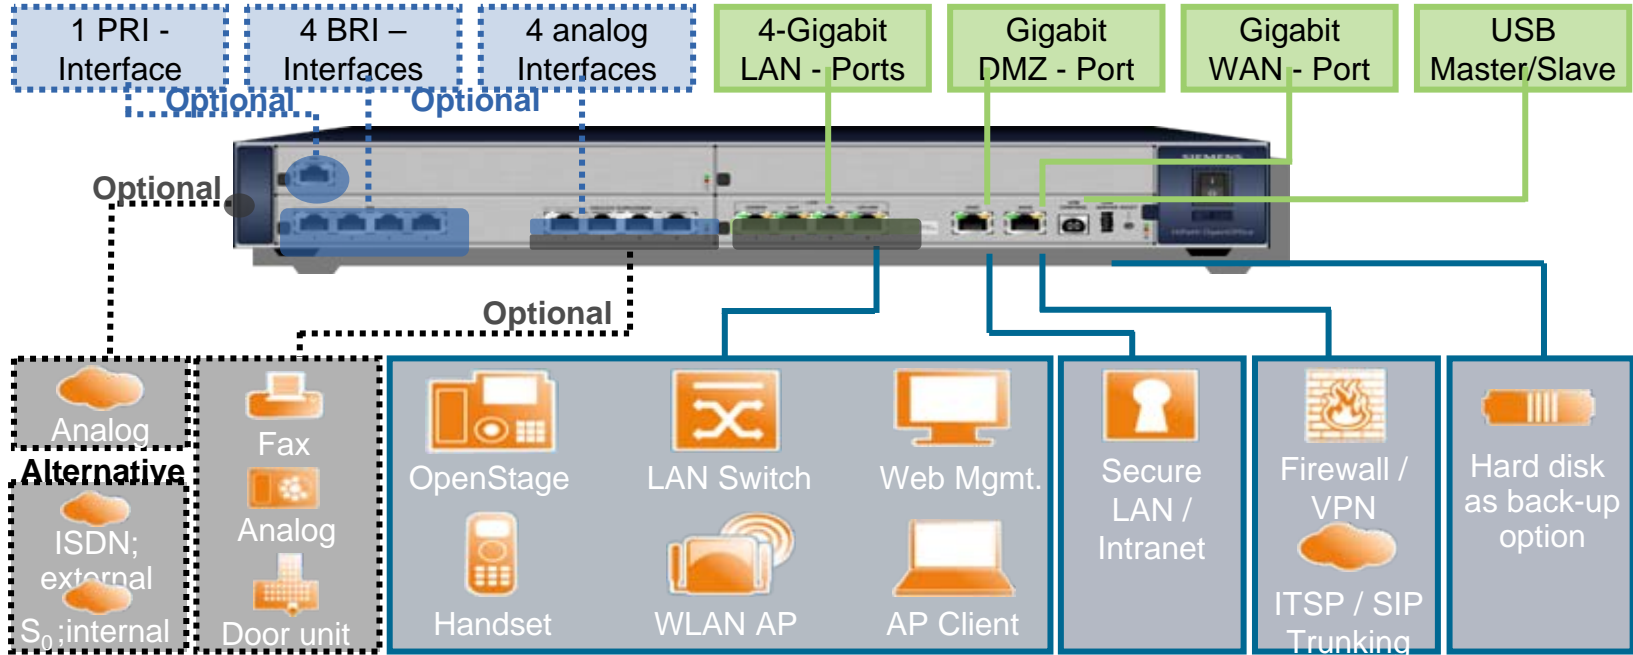 1 PRI -
Interface
4 BRI –
Interfaces
4 analog
Interfaces
4-Gigabit
LAN - Ports
Gigabit
DMZ - Port
Gigabit
WAN - Port
USB
Master/Slave
Optional
Optional
SIEMENS
Optional
HiPath OpenOffice
Optional
Analog
Alternative
ISDN;
external
S₀;internal
Fax
Analog
Door unit
OpenStage
LAN Switch
Web Mgmt.
Handset
WLAN AP
AP Client
Secure
LAN /
Intranet
Firewall /
VPN
ITSP / SIP
Trunking
Hard disk
as back-up
option